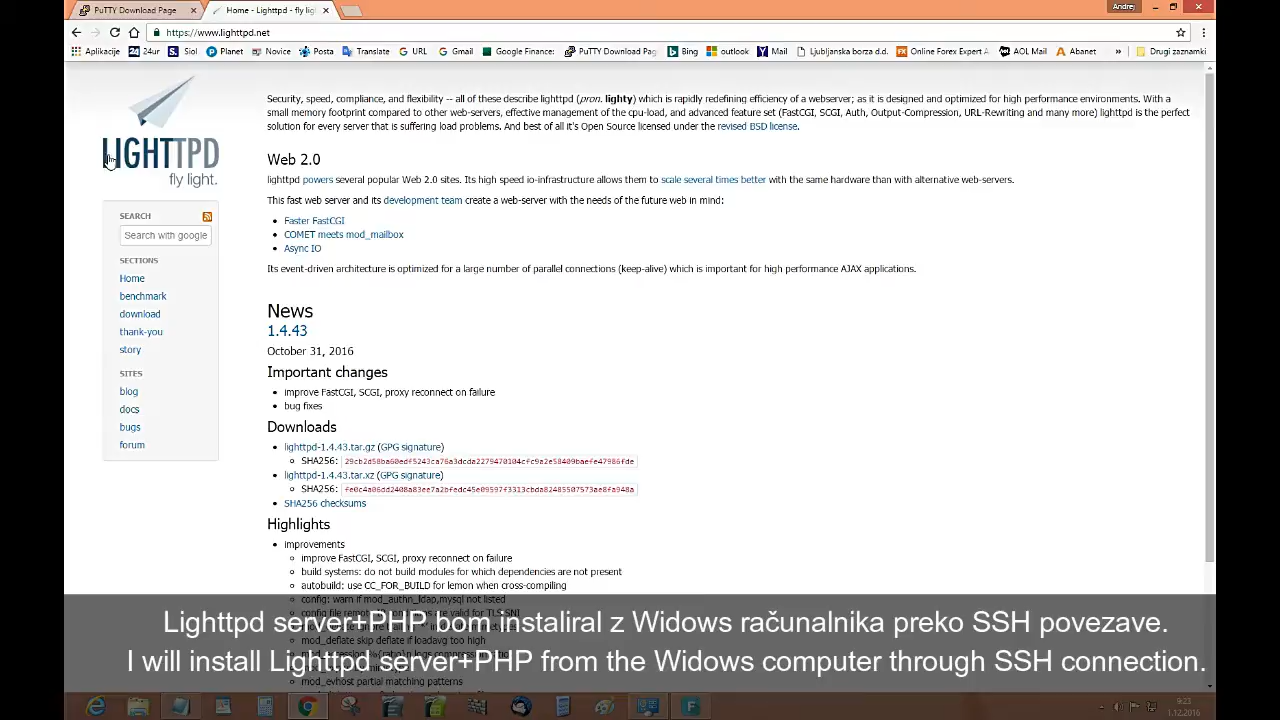 PuTTY Download Page
Home - Lighttpd - fly ligh
Andrej
https://www.lighttpd.net
Aplikacije
24ur
Siol
Planet
Novice
Posta
Translate
URL
Gmail
Google Finance:
PuTTY Download Pag
Bing
outlook
Mail
Ljubljanska borza d.d.
Online Forex Expert A
AOL Mail
Abanet
»
Drugi zaznamki
LIGHTTPD
fly light.
SEARCH
Search with google
SECTIONS
Home
benchmark
download
thank-you
story
SITES
blog
docs
bugs
forum
Security, speed, compliance, and flexibility -- all of these describe lighttpd (pron. lighty) which is rapidly redefining efficiency of a webserver; as it is designed and optimized for high performance environments. With a
small memory footprint compared to other web-servers, effective management of the cpu-load, and advanced feature set (FastCGI, SCGI, Auth, Output-Compression, URL-Rewriting and many more) lighttpd is the perfect
solution for every server that is suffering load problems. And best of all it's Open Source licensed under the revised BSD license.
Web 2.0
lighttpd powers several popular Web 2.0 sites. Its high speed io-infrastructure allows them to scale several times better with the same hardware than with alternative web-servers.
This fast web server and its development team create a web-server with the needs of the future web in mind:
• Faster FastCGI
• COMET meets mod_mailbox
• Async IO
Its event-driven architecture is optimized for a large number of parallel connections (keep-alive) which is important for high performance AJAX applications.
News
1.4.43
October 31, 2016
Important changes
• improve FastCGI, SCGI, proxy reconnect on failure
• bug fixes
Downloads
• lighttpd-1.4.43.tar.gz (GPG signature)
SHA256:
• lighttpd-1.4.43.tar.xz (GPG signature)
SHA256:
• SHA256 checksums
Highlights
• improvements
improve FastCGI, SCGI, proxy reconnect on failure
build systems: do not build modules for which dependencies are not present
autobuild: use CC_FOR_BUILD for lemon when cross-compiling
config: warn if mod_authn_ldap,mysql not listed
mod_deflate skip deflate if loadavg too high
mod_evhost partial matching patterns
Lighttpd server+PHP bom instaliral z Widows računalnika preko SSH povezave.
I will install Lighttpd server+PHP from the Widows computer through SSH connection.
9:23
1.12.2016